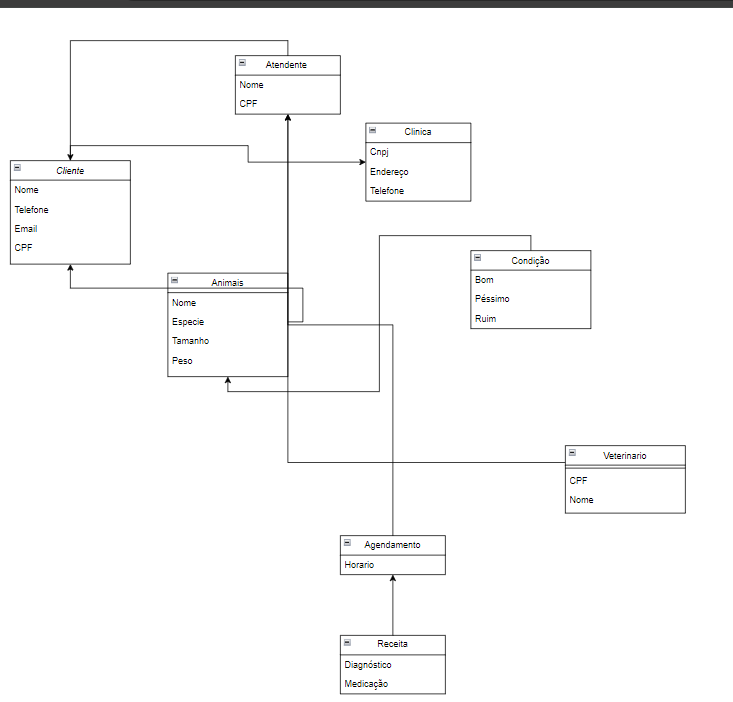 Atendente
Nome
CPF
Clinica
Cnpj
Endereço
Telefone
Cliente
Nome
Telefone
Email
CPF
Condição
Bom
Péssimo
Ruim
Animais
Nome
Especie
Tamanho
Peso
Veterinario
CPF
Nome
Agendamento
Horario
Receita
Diagnóstico
Medicação